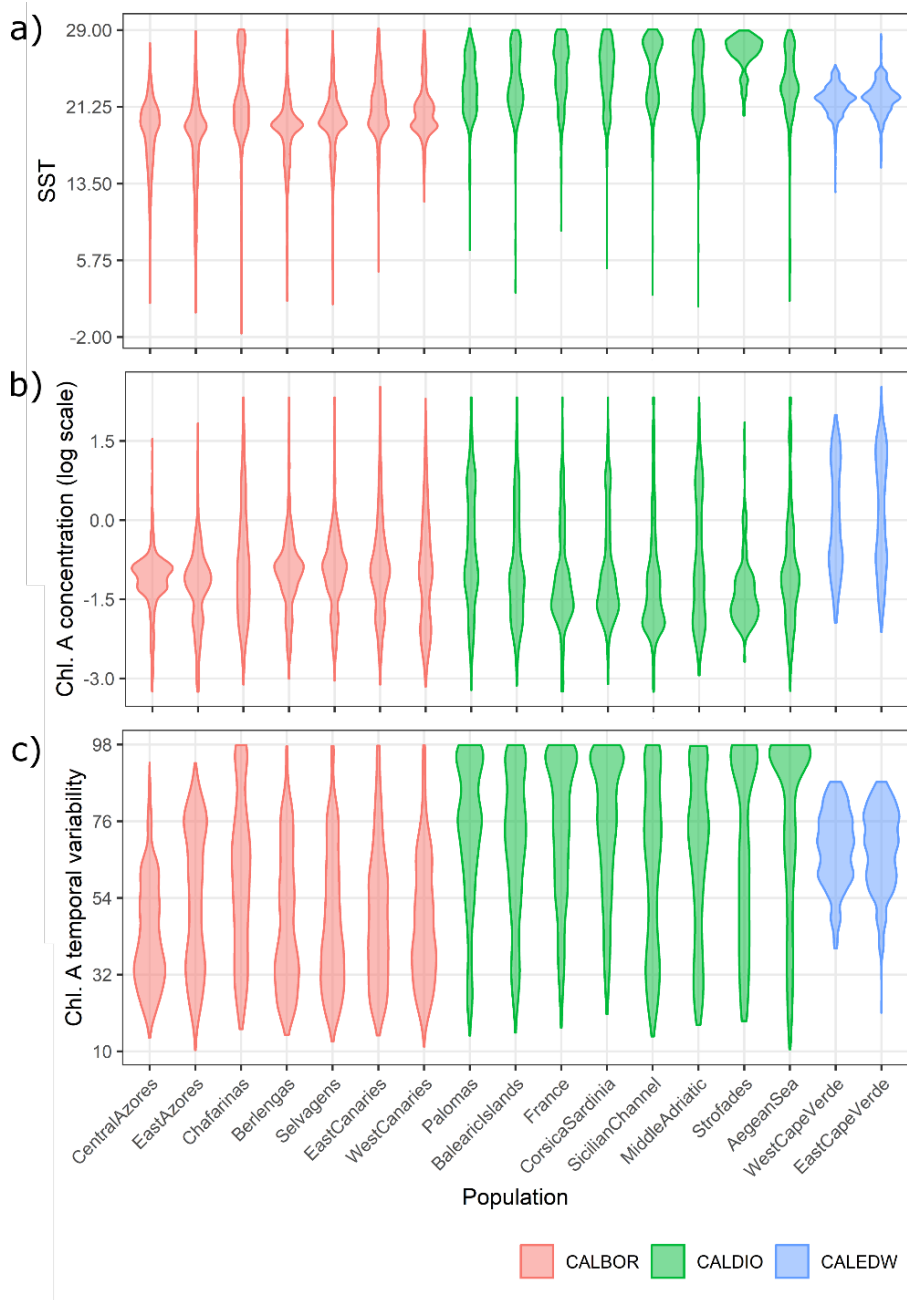 a)
SST
29.00
21.25
13.50
5.75
-2.00
b)
Chl. A concentration (log scale)
1.5
0.0
-1.5
-3.0
c)
Chl. A temporal variability
98
76
54
32
10
CentralAzores
EastAzores
Chafarinas
Berlengas
Selvagens
EastCanaries
WestCanaries
Palomas
BalearicIslands
France
CorsicaSardinia
SicilianChannel
MiddleAdriatic
Strofades
AegeanSea
WestCapeVerde
EastCapeVerde
Population
CALBOR CALDIO CALEDW